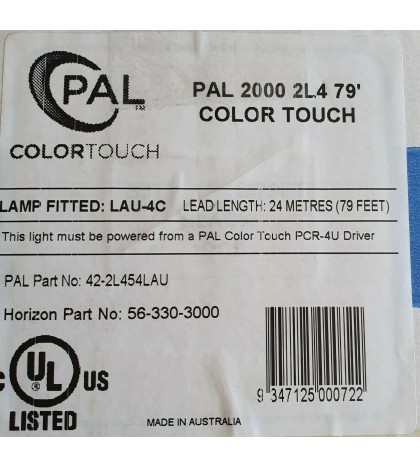 PAL
COLORTOUCH
PAL 2000 2L4 79'
COLOR TOUCH
LAMP FITTED: LAU-4C LEAD LENGTH: 24 METRES (79 FEET)
This light must be powered from a PAL Color Touch PCR-4U Driver
PAL Part No: 42-2L454LAU
Horizon Part No: 56-330-3000
C UL US
LISTED
MADE IN AUSTRALIA
9 347125 000722